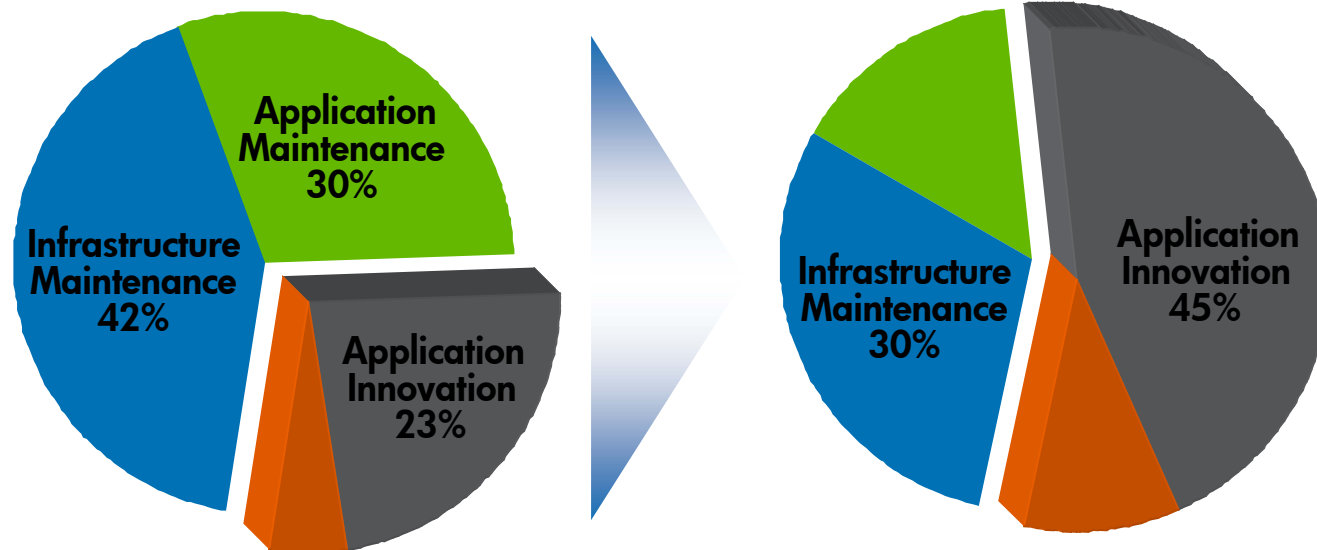 Application
Maintenance
30%
Infrastructure
Maintenance
42%
Application
Innovation
23%
Application
Innovation
45%
Infrastructure
Maintenance
30%